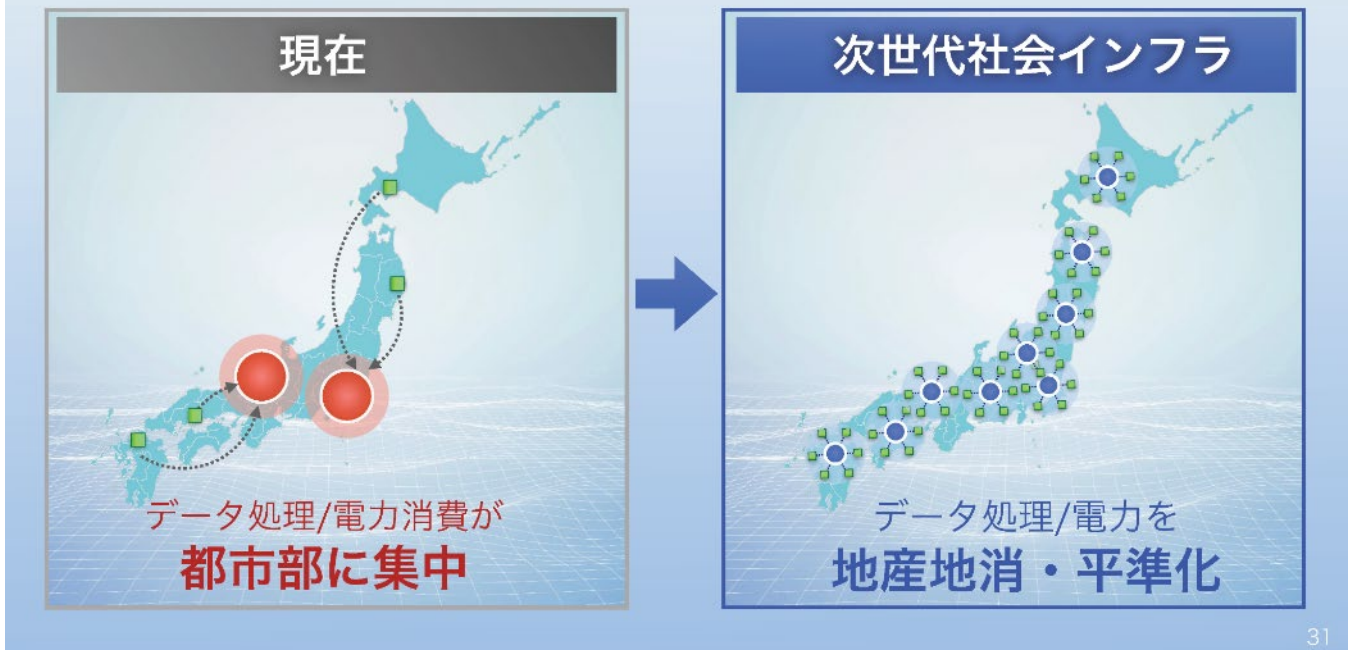 現在
データ処理/電力消費が
都市部に集中
次世代社会インフラ
データ処理/電力を
地産地消・平準化
31